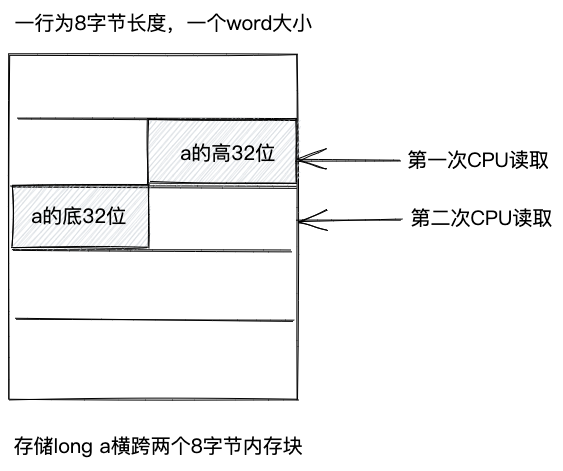 一行为8字节长度，一个word大小
a的高32位
第一次CPU读取
a的底32位
第二次CPU读取
存储long a横跨两个8字节内存块